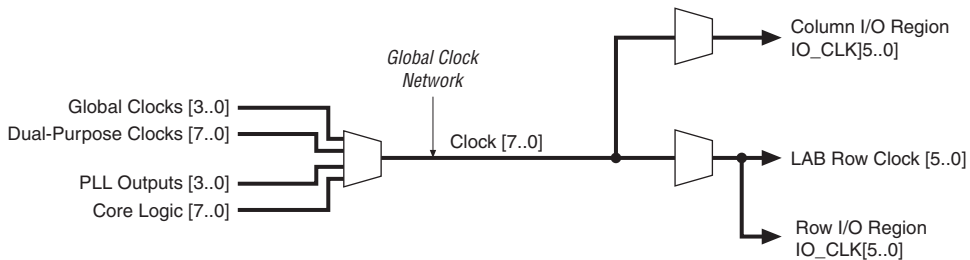 Column I/O Region
IO_CLK]5..0]
Global Clock
Network
Global Clocks [3..0]
Dual-Purpose Clocks [7..0]
Clock [7..0]
LAB Row Clock [5..0]
PLL Outputs [3..0]
Core Logic [7..0]
Row I/O Region
IO_CLK[5..0]